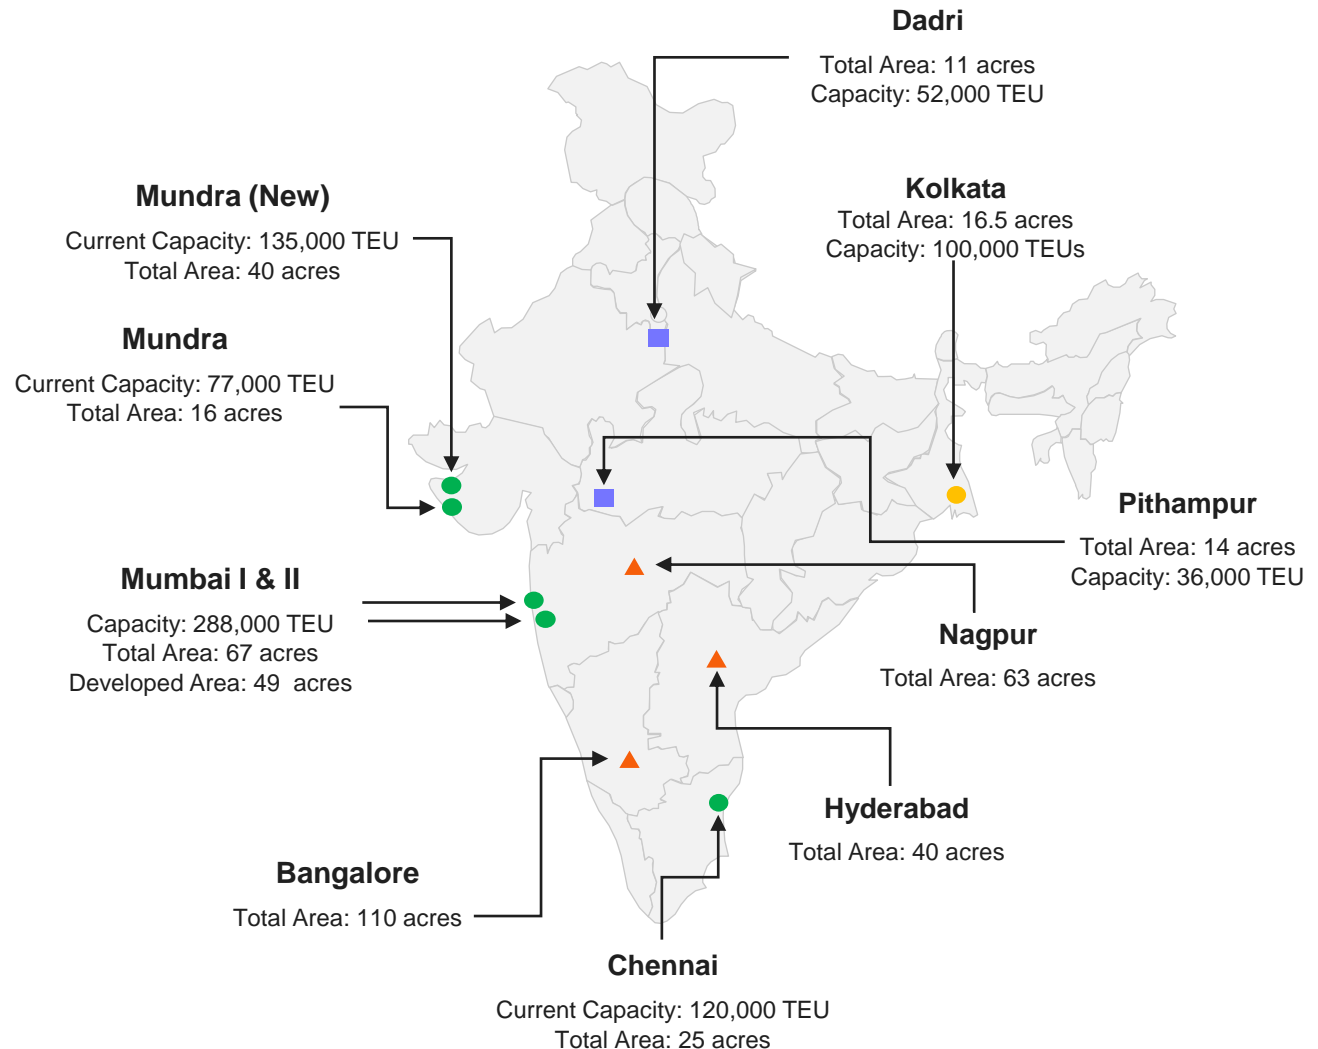 Dadri
Total Area: 11 acres
Capacity: 52,000 TEU
Mundra (New)
Current Capacity: 135,000 TEU
Total Area: 40 acres
Kolkata
Total Area: 16.5 acres
Capacity: 100,000 TEUs
Mundra
Current Capacity: 77,000 TEU
Total Area: 16 acres
Pithampur
Total Area: 14 acres
Capacity: 36,000 TEU
Mumbai I & II
Capacity: 288,000 TEU
Total Area: 67 acres
Developed Area: 49 acres
Nagpur
Total Area: 63 acres
Hyderabad
Total Area: 40 acres
Bangalore
Total Area: 110 acres
Chennai
Current Capacity: 120,000 TEU
Total Area: 25 acres